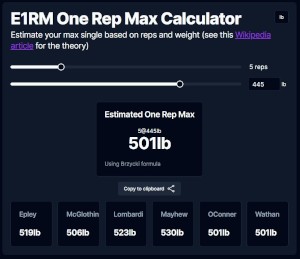 E1RM One Rep Max Calculator
lb
Estimate your max single based on reps and weight (see this Wikipedia
article for the theory)
5 reps
445 lb
Estimated One Rep Max
5@445lb
501lb
Using Brzycki formula
Copy to clipboard
Epley McGlothin Lombardi Mayhew OConner Wathan
519lb 506lb 523lb 530lb 501lb 501lb